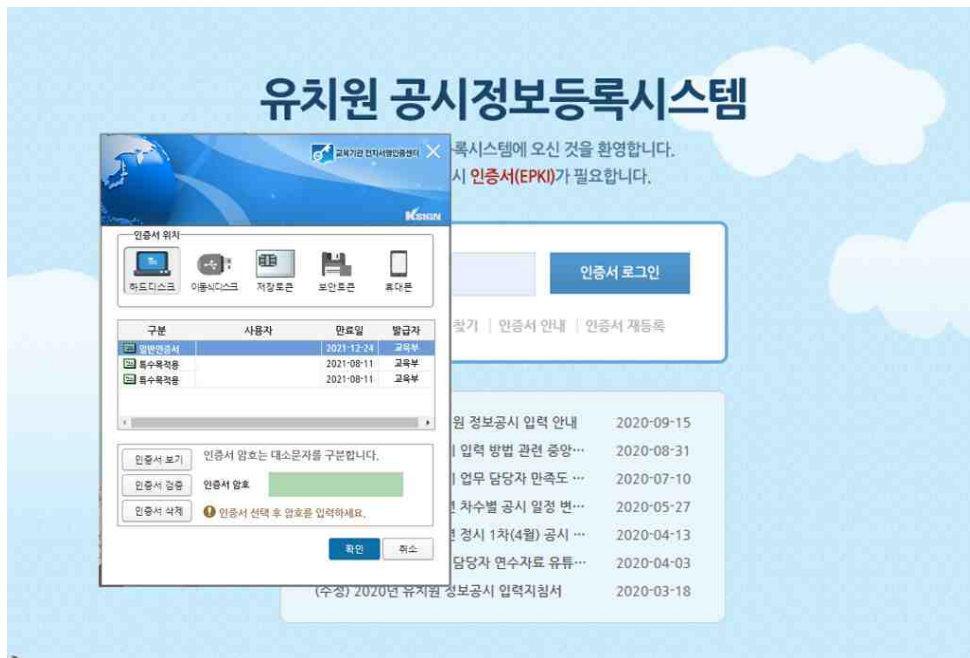 유치원 공시정보등록시스템
록시스템에 오신 것을 환영합니다.
시 인증서(EPKI)가 필요합니다.
교육기관 전자서명인증센터
KSIGN
인증서 위치
하드디스크 이동식디스크 저장토큰 보안토큰 휴대폰
구분 사용자 만료일 발급자
일반인증서 2021-12-24 교육부
특수목적용 2021-08-11 교육부
특수목적용 2021-08-11 교육부
인증서 보기 인증서 암호는 대소문자를 구분합니다.
인증서 검증 인증서 암호
인증서 삭제 인증서 선택 후 암호를 입력하세요.
확인 취소
인증서 로그인
찾기 | 인증서 안내 | 인증서 재등록
원 정보공시 입력 안내 2020-09-15
입력 방법 관련 중앙… 2020-08-31
업무 담당자 만족도 … 2020-07-10
차수별 공시 일정 변… 2020-05-27
정시 1차(4월) 공시 … 2020-04-13
담당자 연수자료 유튜… 2020-04-03
(수정) 2020년 유치원 정보공시 입력지침서 2020-03-18